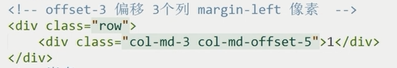 <!-- offset-3 偏移 3个列 margin-left 像素  -->
<div class="row">
    <div class="col-md-3 col-md-offset-5">1</div>
</div>